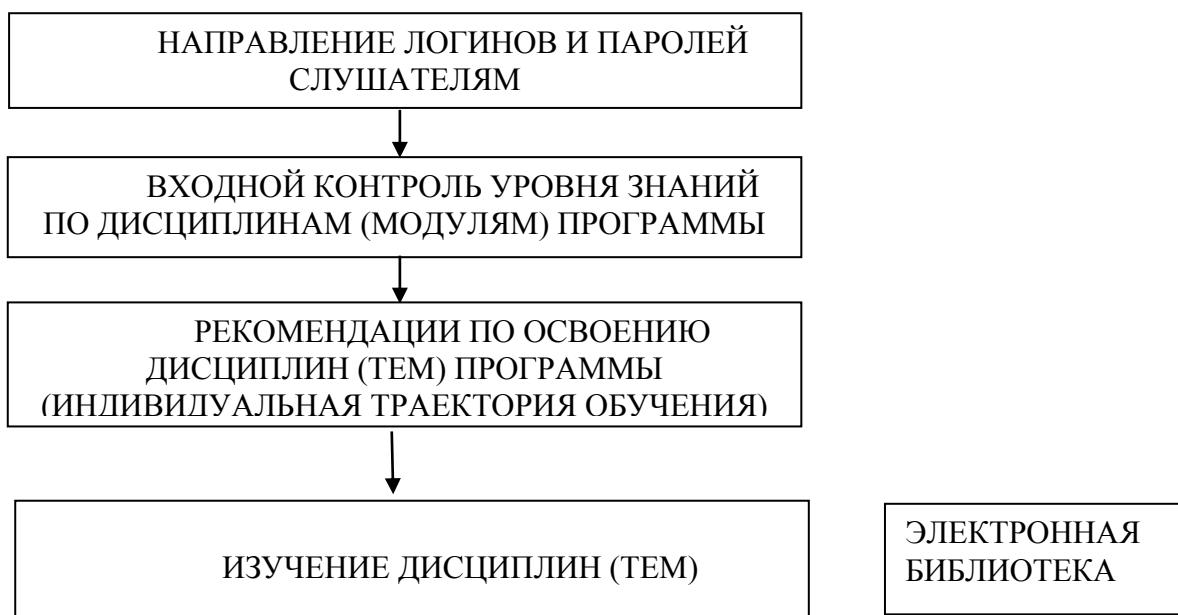 НАПРАВЛЕНИЕ ЛОГИНОВ И ПАРОЛЕЙ
СЛУШАТЕЛЯМ
ВХОДНОЙ КОНТРОЛЬ УРОВНЯ ЗНАНИЙ
ПО ДИСЦИПЛИНАМ (МОДУЛЯМ) ПРОГРАММЫ
РЕКОМЕНДАЦИИ ПО ОСВОЕНИЮ
ДИСЦИПЛИН (ТЕМ) ПРОГРАММЫ
(ИНДИВИДУАЛЬНАЯ ТРАЕКТОРИЯ ОБУЧЕНИЯ)
ИЗУЧЕНИЕ ДИСЦИПЛИН (ТЕМ)
ЭЛЕКТРОННАЯ
БИБЛИОТЕКА